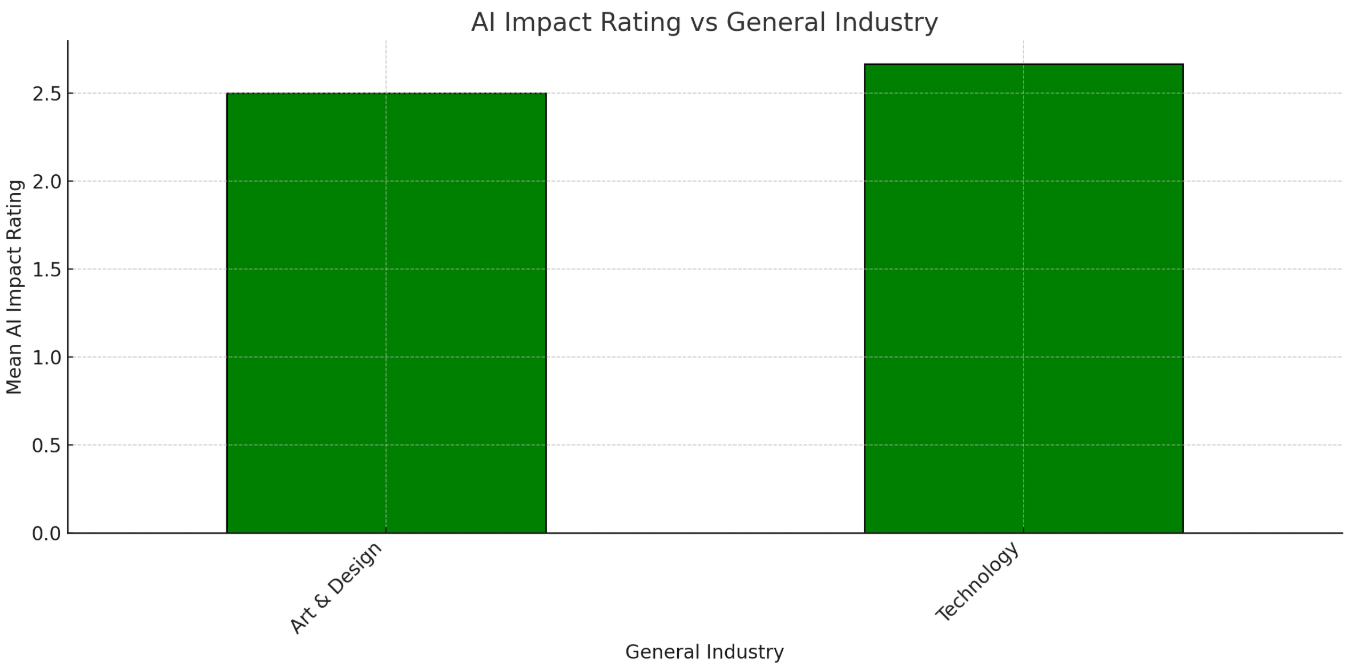 AI Impact Rating vs General Industry
Mean AI Impact Rating
2.5
2.0
1.5
1.0
0.5
0.0
Art & Design
Technology
General Industry